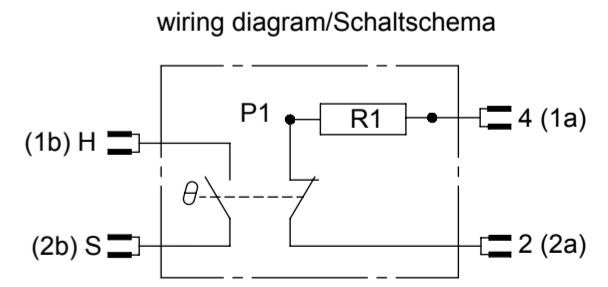 wiring diagram/Schaltschema
P1
R1
4 (1a)
(1b) H
θ
(2b) S
2 (2a)